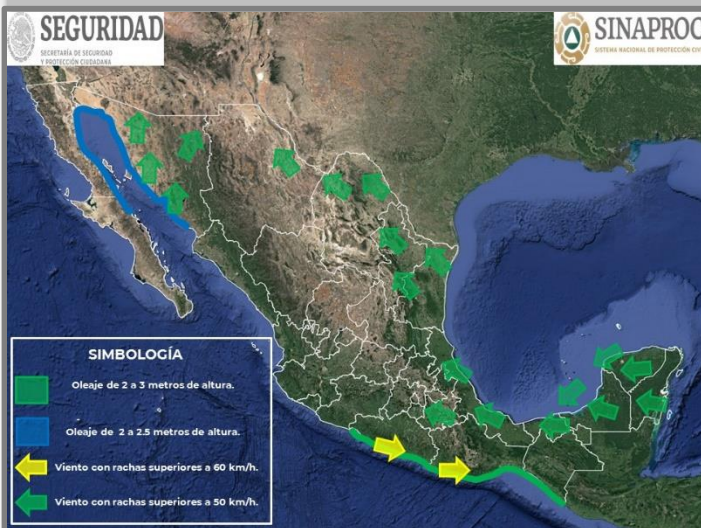 SEGURIDAD
SECRETARÍA DE SEGURIDAD
Y PROTECCIÓN CIUDADANA
SINAPROC
SISTEMA NACIONAL DE PROTECCIÓN CIV
SIMBOLOGÍA
Oleaje de 2 a 3 metros de altura.
Oleaje de 2 a 2.5 metros de altura.
Viento con rachas superiores a 60 km/h.
Viento con rachas superiores a 50 km/h.